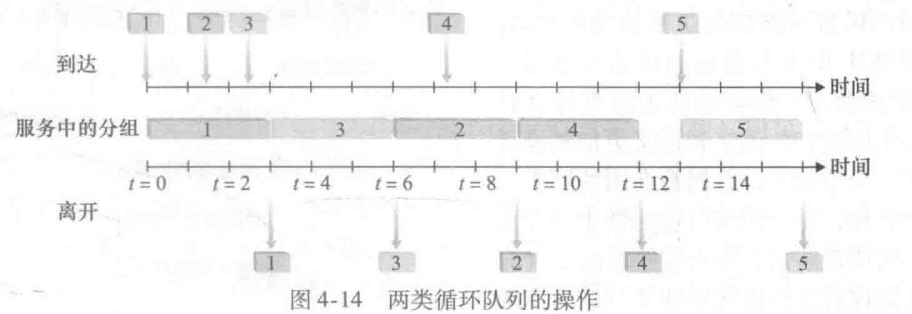 1 2 3 4 5
到达
时间
服务中的分组 1 3 2 4 5
时间
t=0 t=2 t=4 t=6 t=8 t=10 t=12 t=14
离开
1 3 2 4 5
图 4-14 两类循环队列的操作